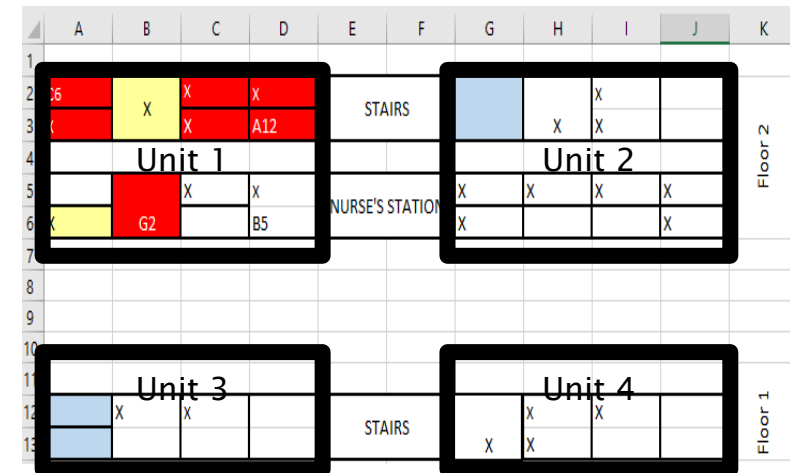 A B C D E F G H I J K
1
2 C6 X X X
X STAIRS
3 X X A12 X X
Floor 2
4 Unit 1 Unit 2
5 X X X X X X
NURSE'S STATION
6 X G2 B5 X X
7
8
9
10
11 Unit 3 Unit 4
12 X X X X
STAIRS
Floor 1
13 X X